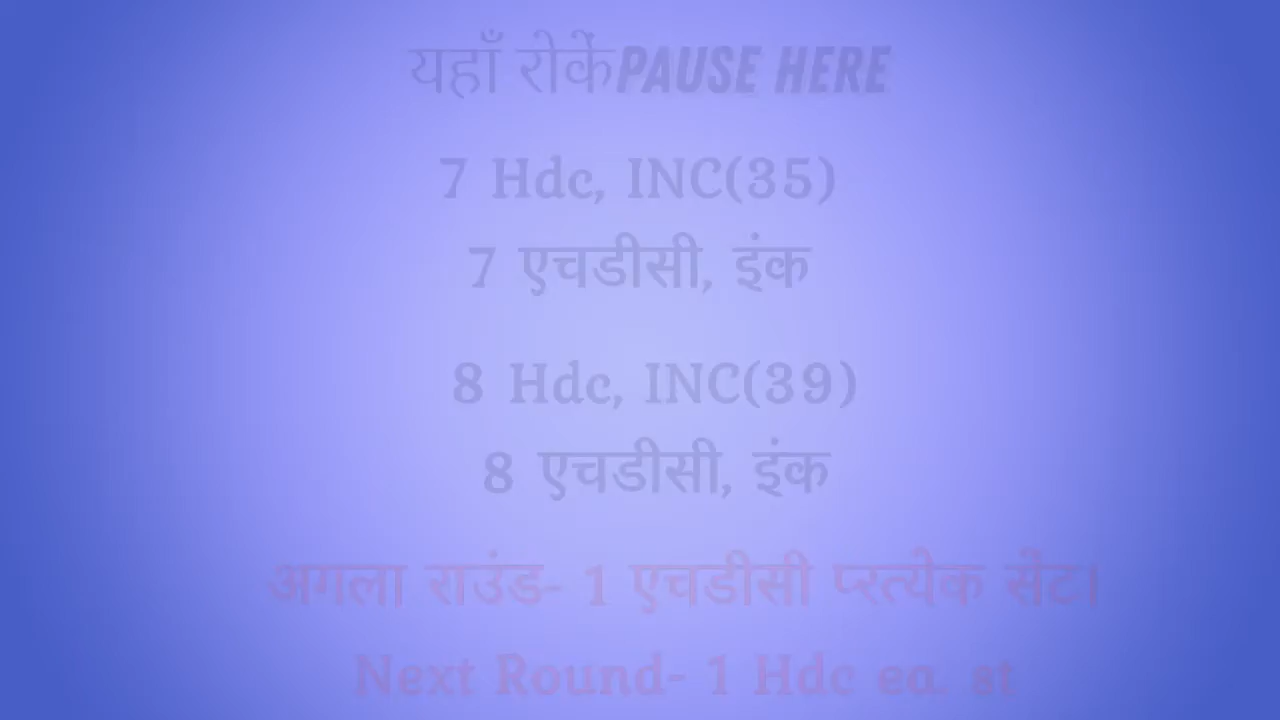 यहाँ रोकें PAUSE HERE
7 Hdc, INC(35)
7 एचडीसी, इंक
8 Hdc, INC(39)
8 एचडीसी, इंक
अगला राउंड- 1 एचडीसी प्रत्येक सेंट।
Next Round- 1 Hdc ea. st